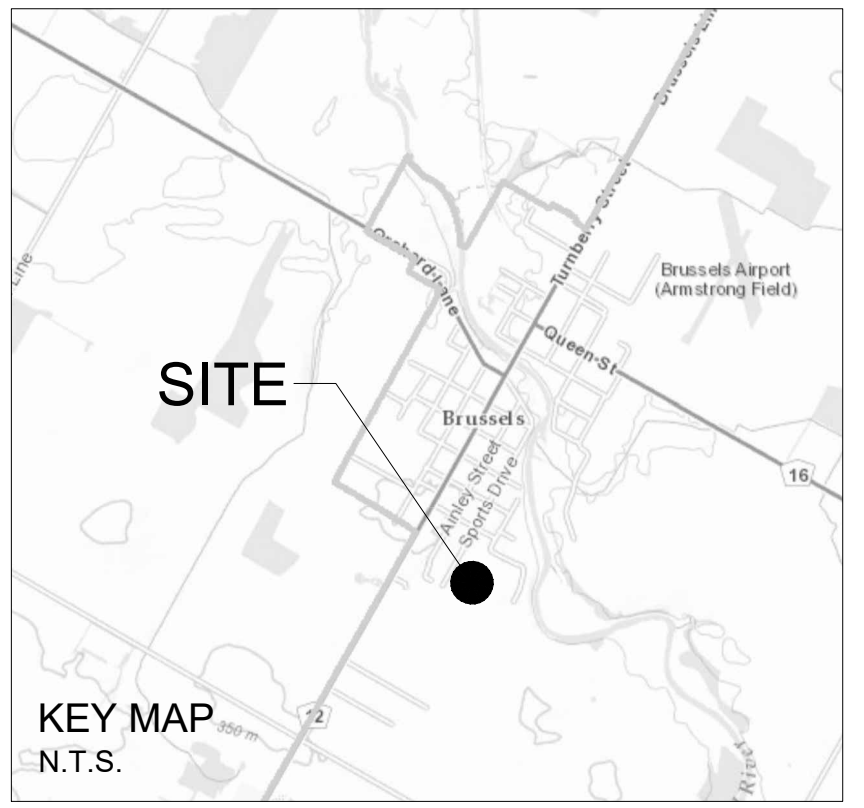 Brussels Line
Turnberry Street
Orchard Lane
Brussels Airport
(Armstrong Field)
Line
Queen St
SITE
Brussels
16
Ainley Street
Sports Drive
12
KEY MAP
350 m
N.T.S.
River